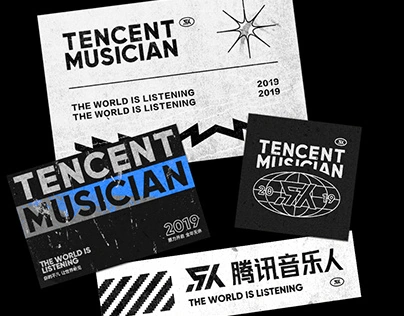 TENCENT
MUSICIAN
THE WORLD IS LISTENING 2019
THE WORLD IS LISTENING 2019
TENCENT
MUSICIAN
2019
THE WORLD IS
LISTENING
TENCENT
MUSICIAN
20 19
腾讯音乐人
THE WORLD IS LISTENING